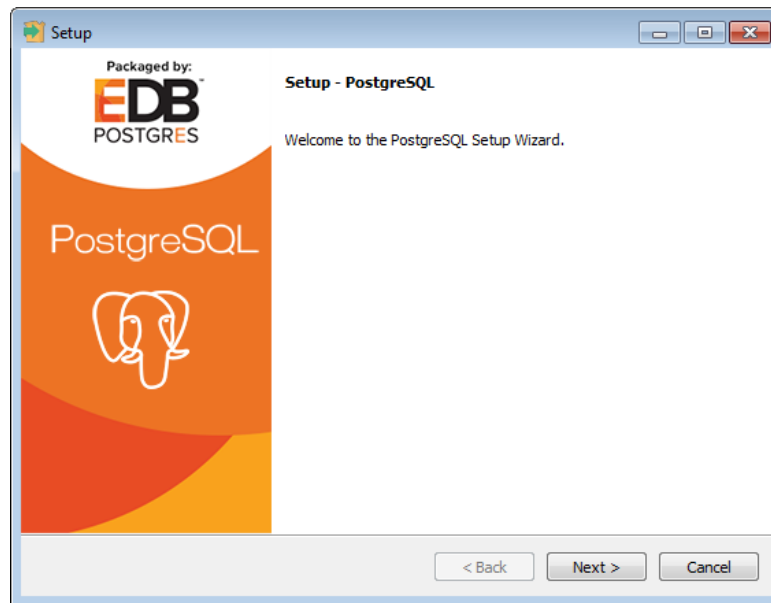 Setup
Packaged by:
EDB
POSTGRES
PostgreSQL
Setup - PostgreSQL
Welcome to the PostgreSQL Setup Wizard.
< Back
Next >
Cancel